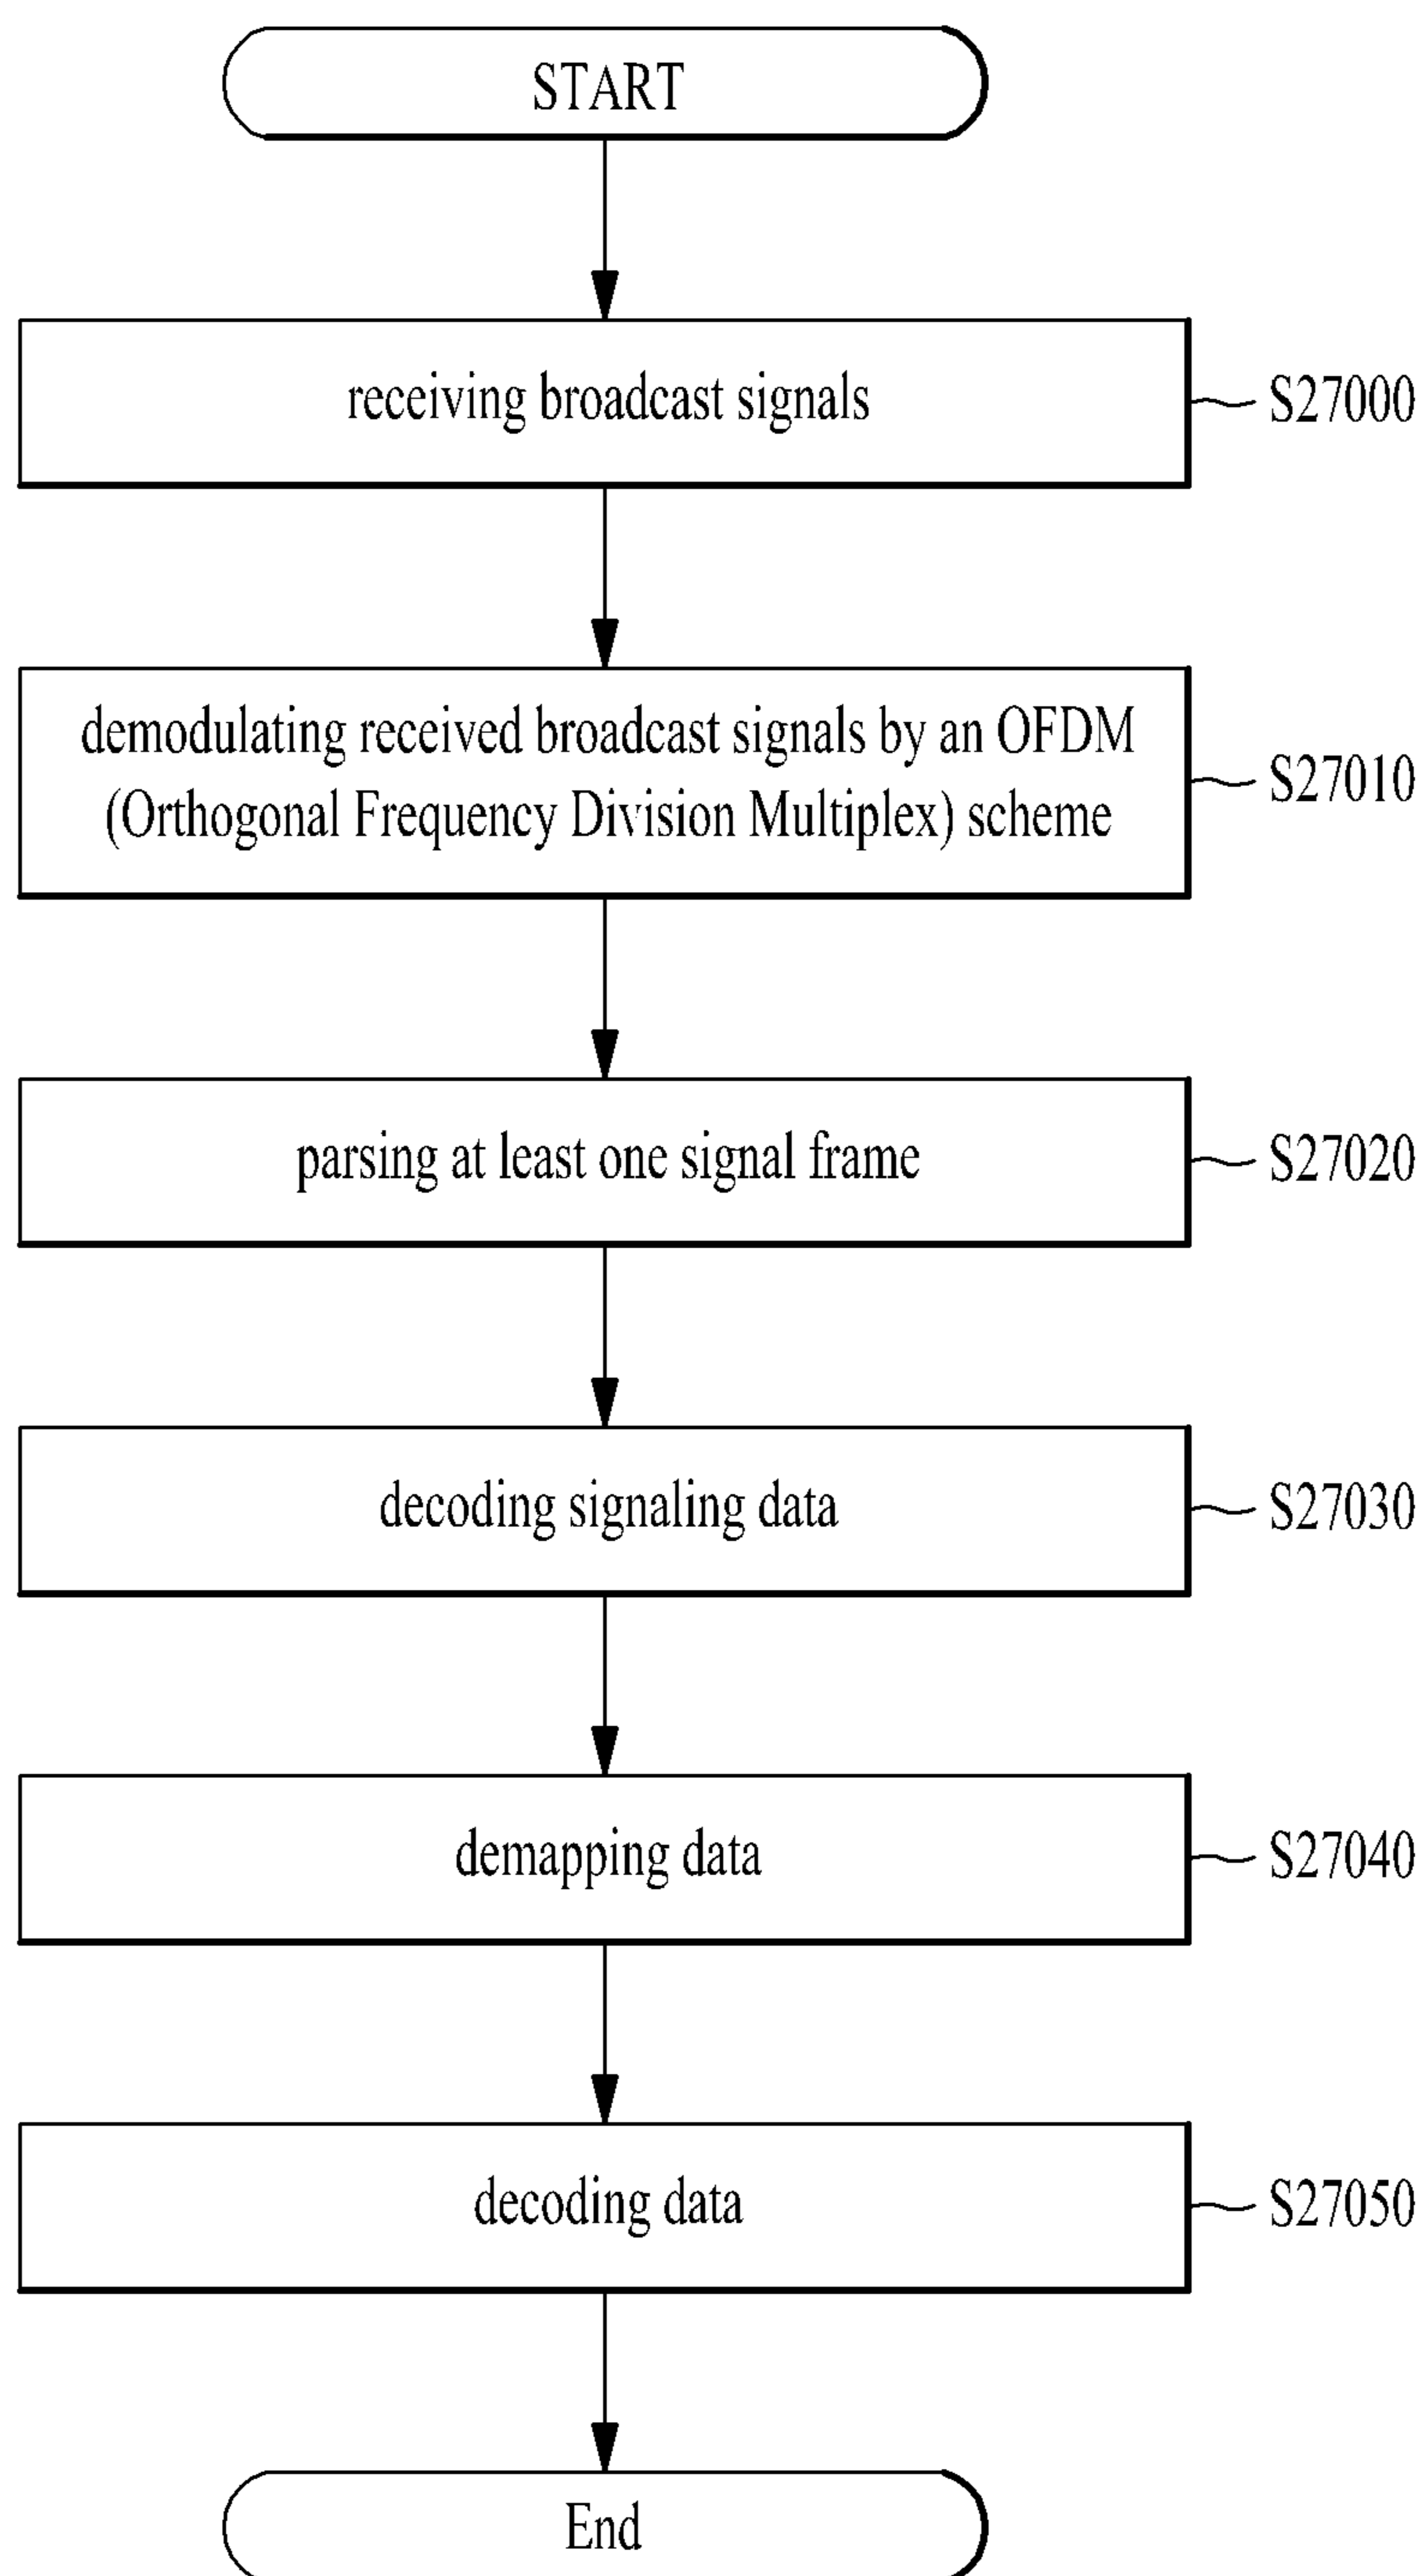 START
receiving broadcast signals
S27000
demodulating received broadcast signals by an OFDM
(Orthogonal Frequency Division Multiplex) scheme
S27010
parsing at least one signal frame
S27020
decoding signaling data
S27030
demapping data
S27040
decoding data
S27050
End